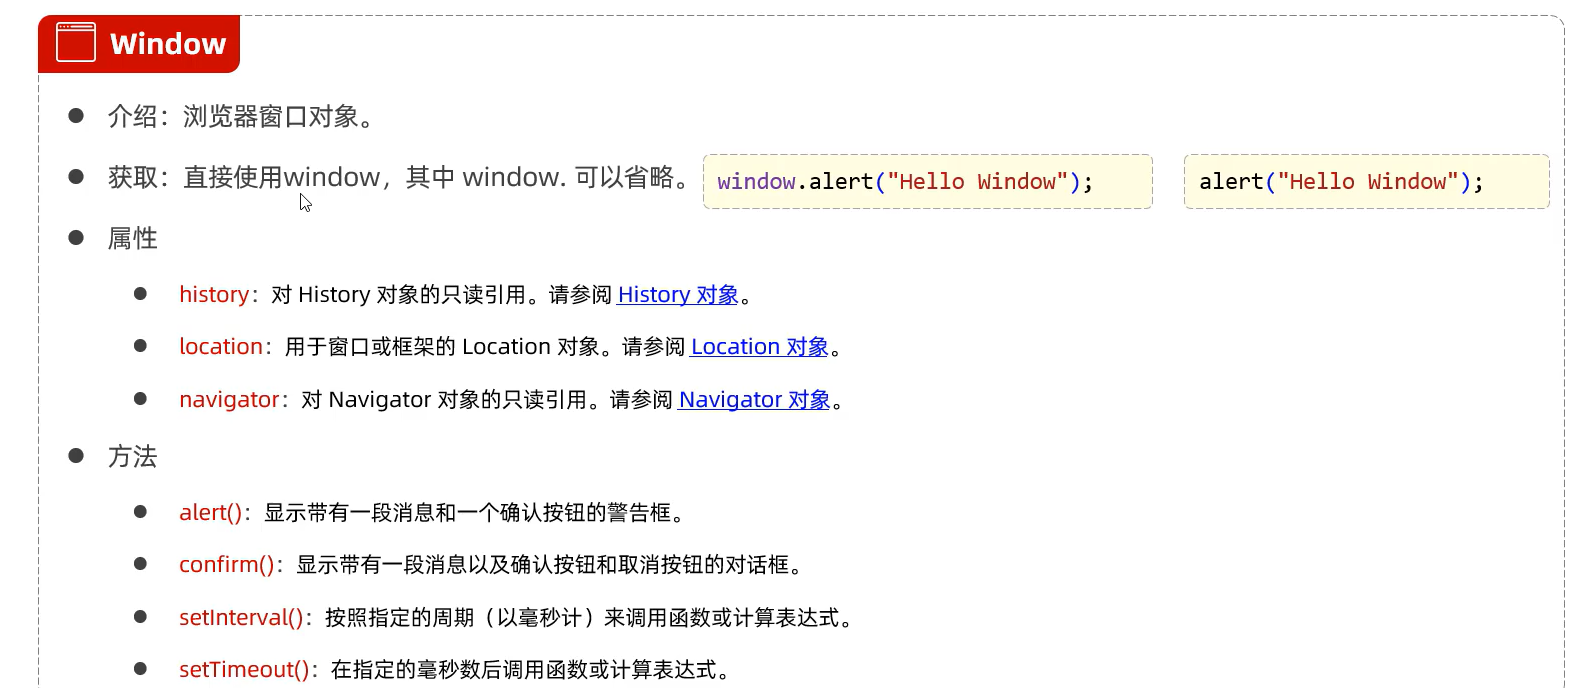 Window
介绍：浏览器窗口对象。
获取：直接使用window，其中 window. 可以省略。 window.alert("Hello Window"); alert("Hello Window");
属性
history：对 History 对象的只读引用。请参阅 History 对象。
location：用于窗口或框架的 Location 对象。请参阅 Location 对象。
navigator：对 Navigator 对象的只读引用。请参阅 Navigator 对象。
方法
alert()：显示带有一段消息和一个确认按钮的警告框。
confirm()：显示带有一段消息以及确认按钮和取消按钮的对话框。
setInterval()：按照指定的周期（以毫秒计）来调用函数或计算表达式。
setTimeout()：在指定的毫秒数后调用函数或计算表达式。